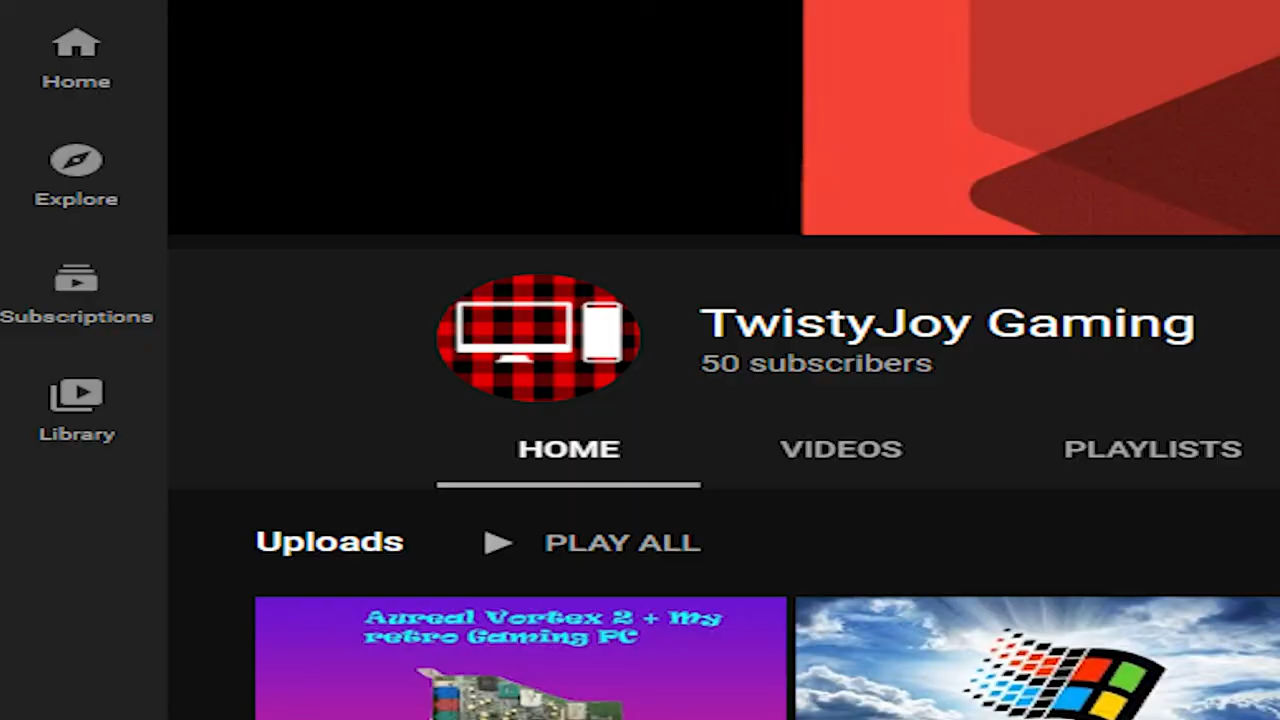 Home
Explore
Subscriptions
Library
TwistyJoy Gaming
50 subscribers
HOME VIDEOS PLAYLISTS
Uploads PLAY ALL
Aureal Vortex 2 + My
retro Gaming PC